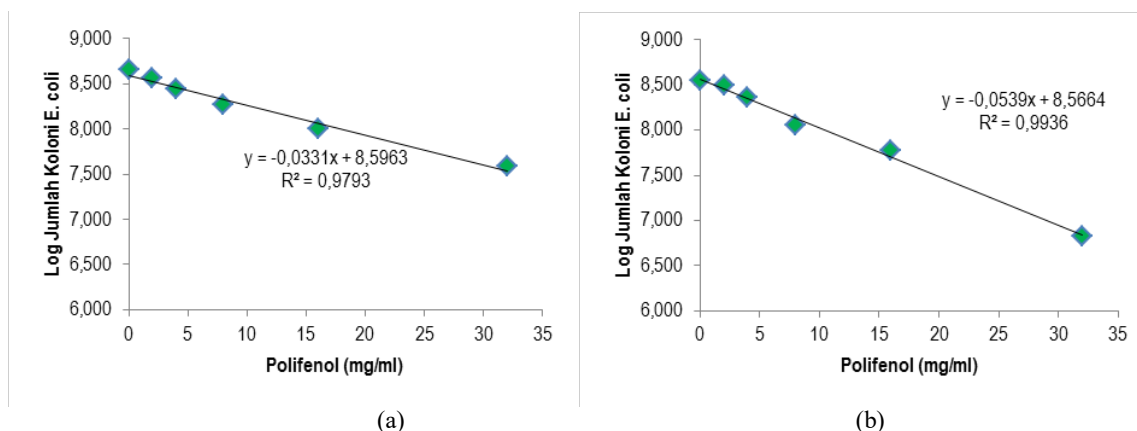 Log Jumlah Koloni E. coli
9,000
8,500
8,000
7,500
7,000
6,500
6,000
y = -0,0331x + 8,5963
R² = 0,9793
0 5 10 15 20 25 30 35
Polifenol (mg/ml)
(a)
Log Jumlah Koloni E. coli
9,000
8,500
8,000
7,500
7,000
6,500
6,000
y = -0,0539x + 8,5664
R² = 0,9936
0 5 10 15 20 25 30 35
Polifenol (mg/ml)
(b)